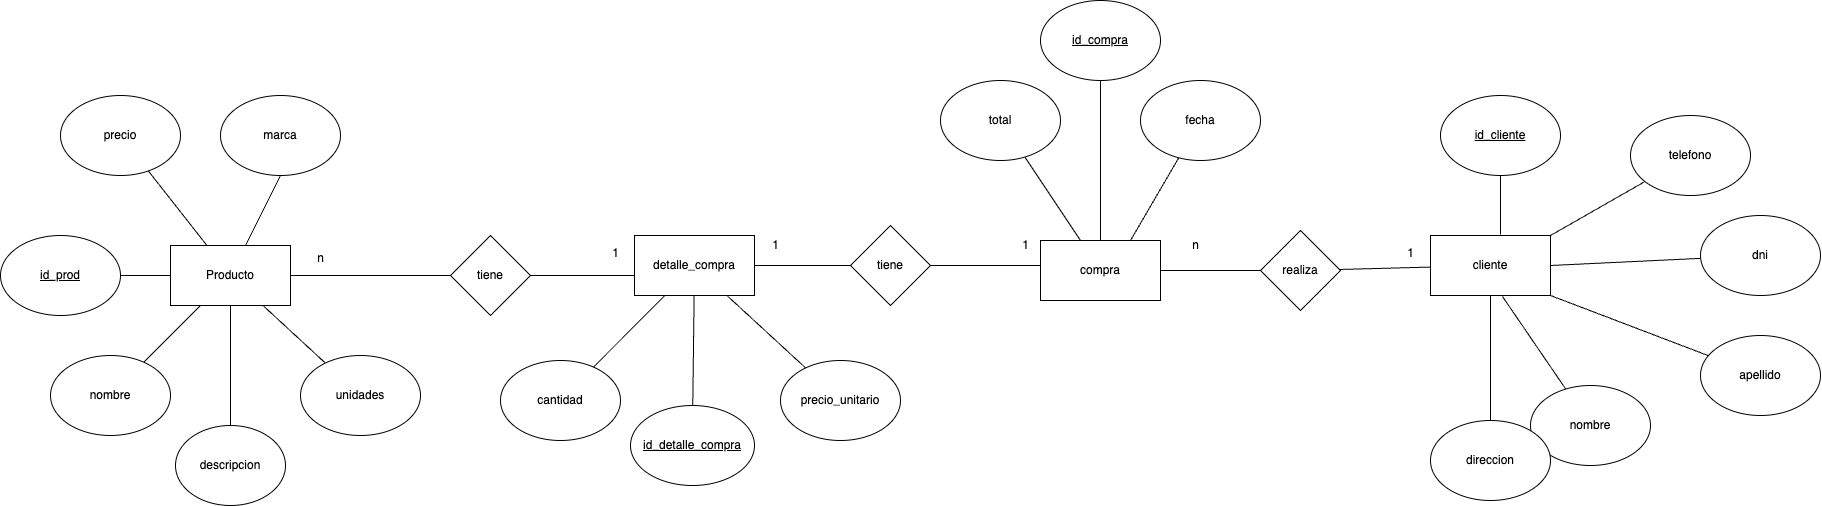 id_compra
total
fecha
precio
marca
id_cliente
telefono
n
1
1
1
n
1
id_prod
Producto
tiene
detalle_compra
tiene
compra
realiza
cliente
dni
nombre
descripcion
unidades
cantidad
id_detalle_compra
precio_unitario
direccion
nombre
apellido